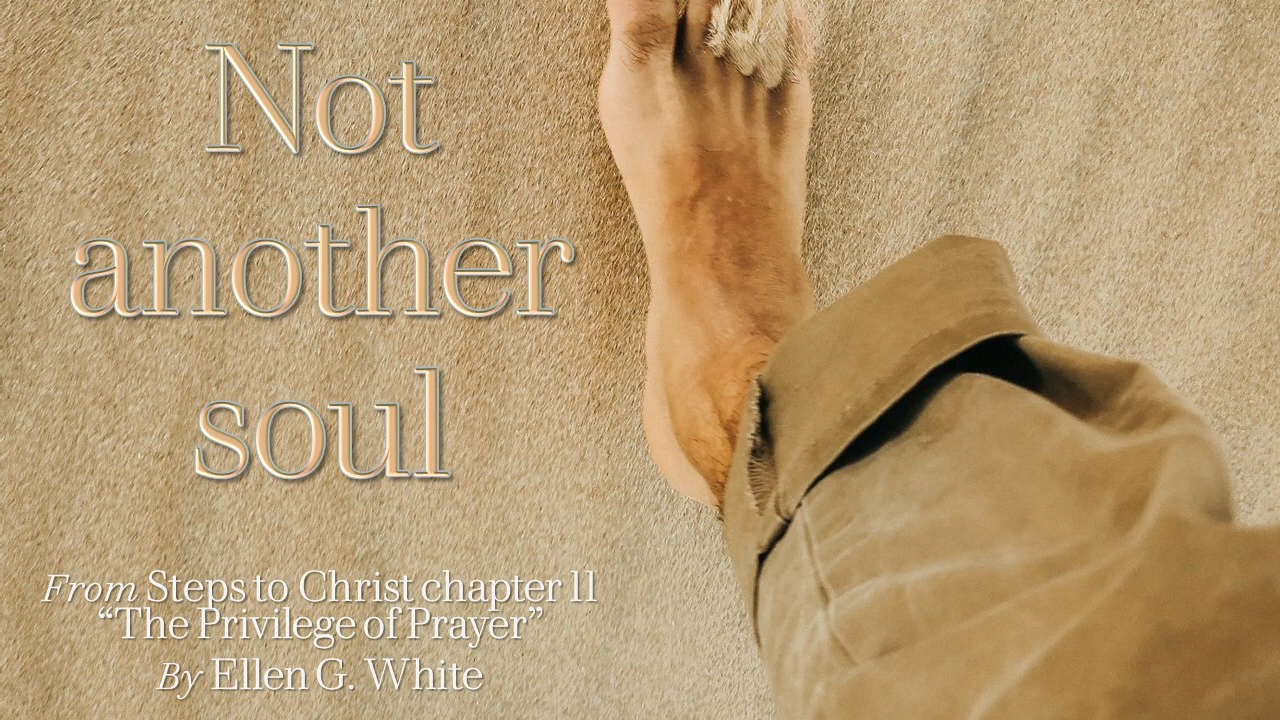 Not
another
soul
From Steps to Christ chapter 11
“The Privilege of Prayer”
By Ellen G. White